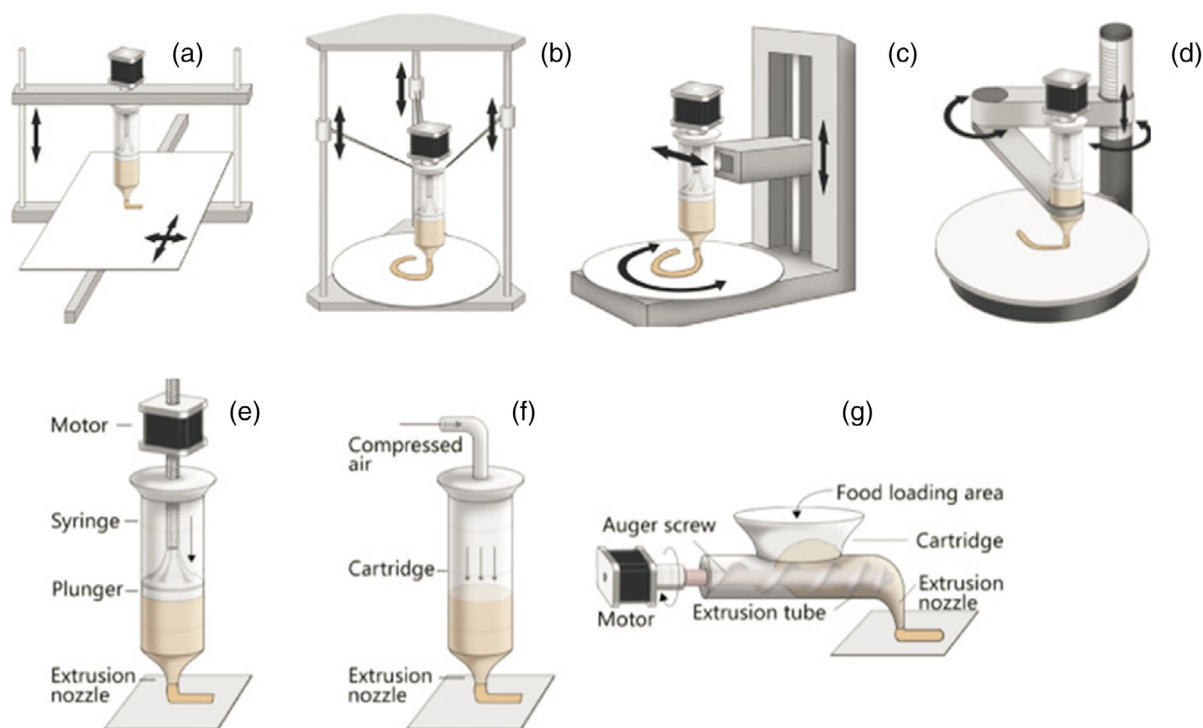 (a)
(b)
(c)
(d)
(e)
Motor
Syringe
Plunger
Extrusion
nozzle
(f)
Compressed
air
Cartridge
Extrusion
nozzle
(g)
Food loading area
Auger screw
Cartridge
Extrusion
nozzle
Motor
Extrusion tube